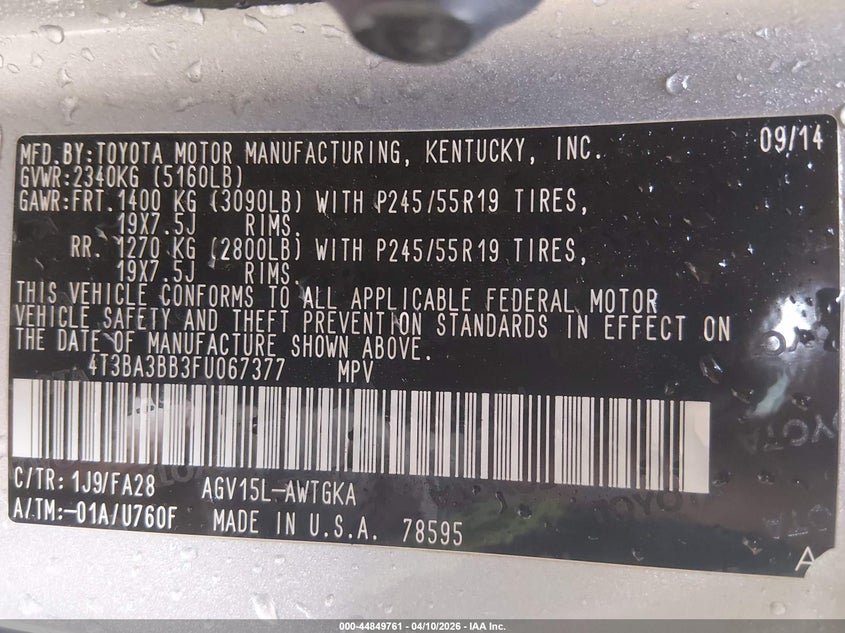 MFD.BY:TOYOTA MOTOR MANUFACTURING, KENTUCKY, INC. 09/14
GVWR:2340KG (5160LB)
GAWR:FRT.1400 KG (3090LB) WITH P245/55R19 TIRES,
19X7.5J RIMS.
RR. 1270 KG (2800LB) WITH P245/55R19 TIRES,
19X7.5J RIMS.
THIS VEHICLE CONFORMS TO ALL APPLICABLE FEDERAL MOTOR
VEHICLE SAFETY AND THEFT PREVENTION STANDARDS IN EFFECT ON
THE DATE OF MANUFACTURE SHOWN ABOVE.
4T3BA3BB3FU067377 MPV
C/TR: 1J9/FA28 AGV15L-AWTGKA
A/TM:-01A/U760F MADE IN U.S.A. 78595
A
TOYOTA
000-44849761 - 04/10/2026 - IAA Inc.